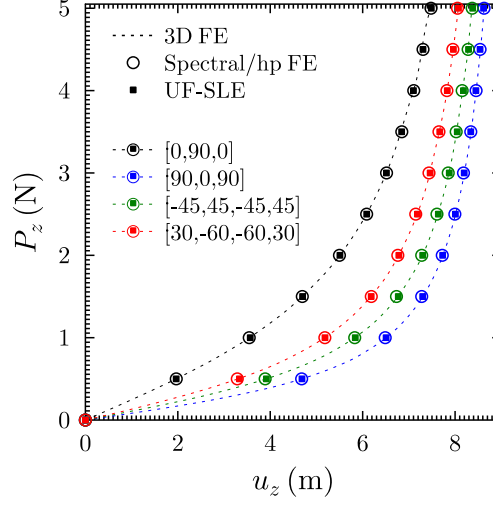 5
4
3
2
1
0
P_z (N)
3D FE
Spectral/hp FE
UF-SLE
[0,90,0]
[90,0,90]
[-45,45,-45,45]
[30,-60,-60,30]
0 2 4 6 8
u_z (m)